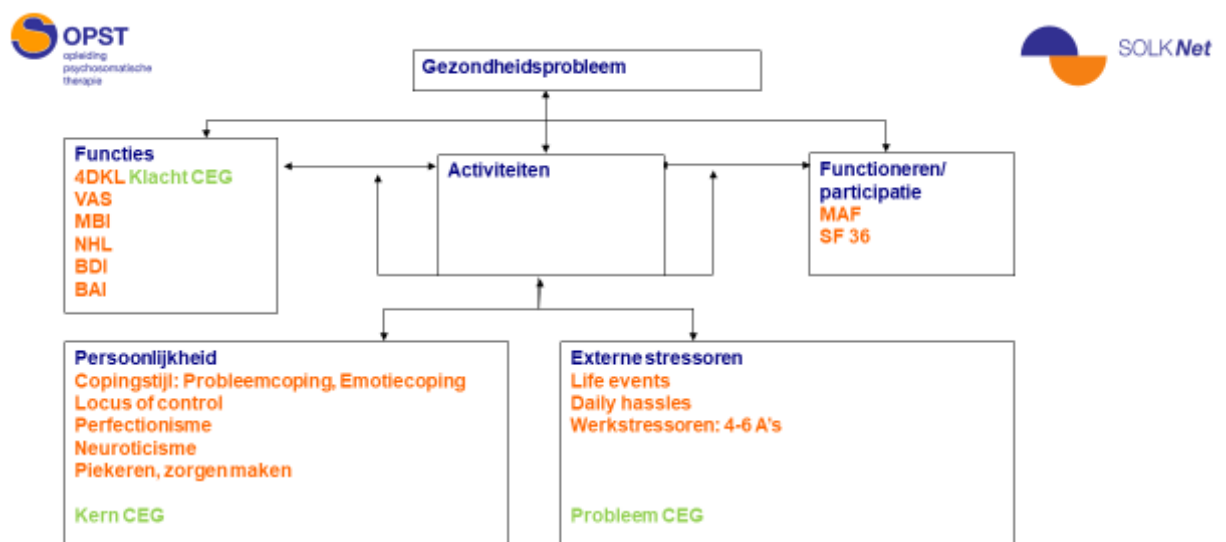 OPST
opleiding
psychosomatische
therapie
SOLK Net
Gezondheidsprobleem
Functies
4DKL Klacht CEG
VAS
MBI
NHL
BDI
BAI
Activiteiten
Functioneren/
participatie
MAF
SF 36
Persoonlijkheid
Copingstijl: Probleemcoping, Emotiecoping
Locus of control
Perfectionisme
Neuroticisme
Piekeren, zorgen maken
Kern CEG
Externe stressoren
Life events
Daily hassles
Werkstressoren: 4-6 A's
Probleem CEG